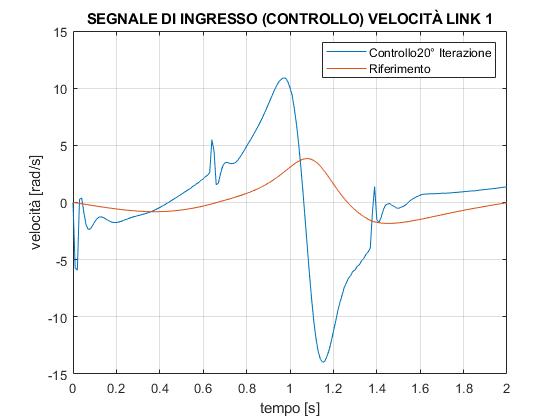 SEGNALE DI INGRESSO (CONTROLLO) VELOCITÀ LINK 1
Controllo20° Iterazione
Riferimento
15
10
5
0
-5
-10
-15
velocità [rad/s]
0 0.2 0.4 0.6 0.8 1 1.2 1.4 1.6 1.8 2
tempo [s]